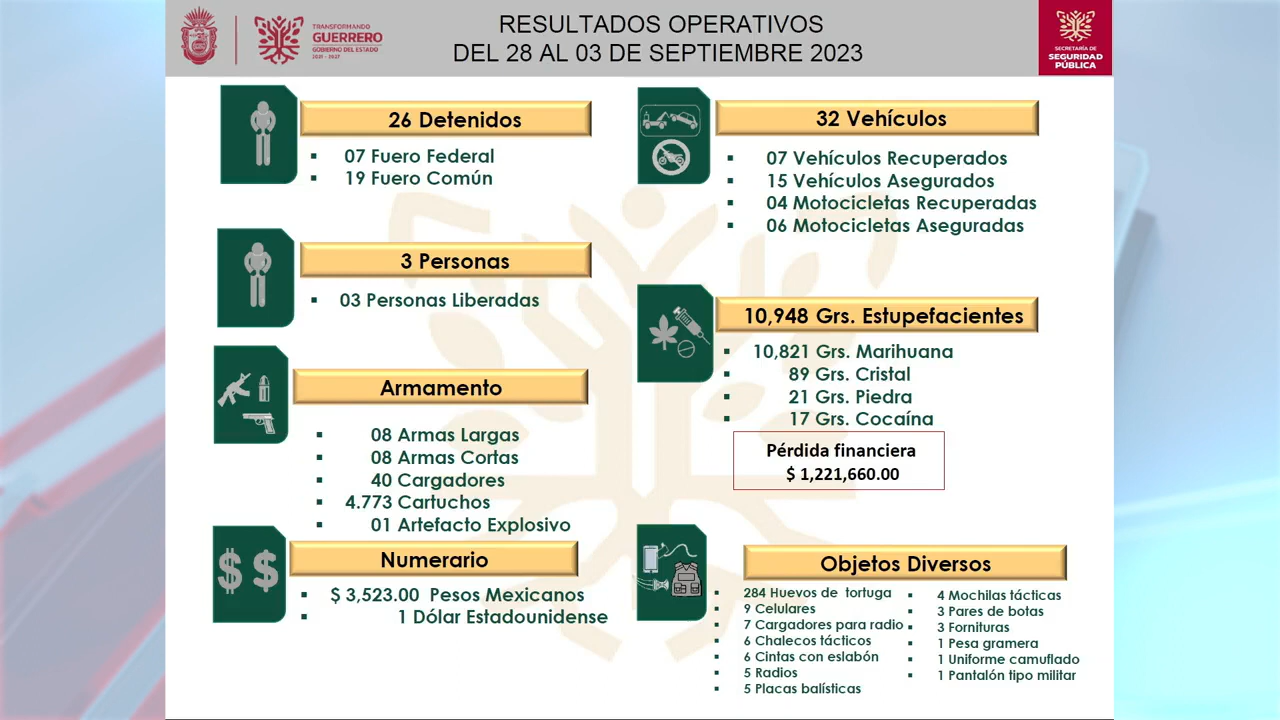 TRANSFORMANDO
GUERRERO
GOBIERNO DEL ESTADO
2021 - 2027
RESULTADOS OPERATIVOS
DEL 28 AL 03 DE SEPTIEMBRE 2023
SECRETARÍA DE
SEGURIDAD
PÚBLICA
26 Detenidos
▪ 07 Fuero Federal
▪ 19 Fuero Común
3 Personas
▪ 03 Personas Liberadas
Armamento
▪ 08 Armas Largas
▪ 08 Armas Cortas
▪ 40 Cargadores
▪ 4.773 Cartuchos
▪ 01 Artefacto Explosivo
$ $
Numerario
▪ $ 3,523.00 Pesos Mexicanos
▪ 1 Dólar Estadounidense
32 Vehículos
▪ 07 Vehículos Recuperados
▪ 15 Vehículos Asegurados
▪ 04 Motocicletas Recuperadas
▪ 06 Motocicletas Aseguradas
10,948 Grs. Estupefacientes
▪ 10,821 Grs. Marihuana
▪ 89 Grs. Cristal
▪ 21 Grs. Piedra
▪ 17 Grs. Cocaína
Pérdida financiera
$ 1,221,660.00
Objetos Diversos
▪ 284 Huevos de tortuga
▪ 9 Celulares
▪ 7 Cargadores para radio
▪ 6 Chalecos tácticos
▪ 6 Cintas con eslabón
▪ 5 Radios
▪ 5 Placas balísticas
▪ 4 Mochilas tácticas
▪ 3 Pares de botas
▪ 3 Fornituras
▪ 1 Pesa gramera
▪ 1 Uniforme camuflado
▪ 1 Pantalón tipo militar